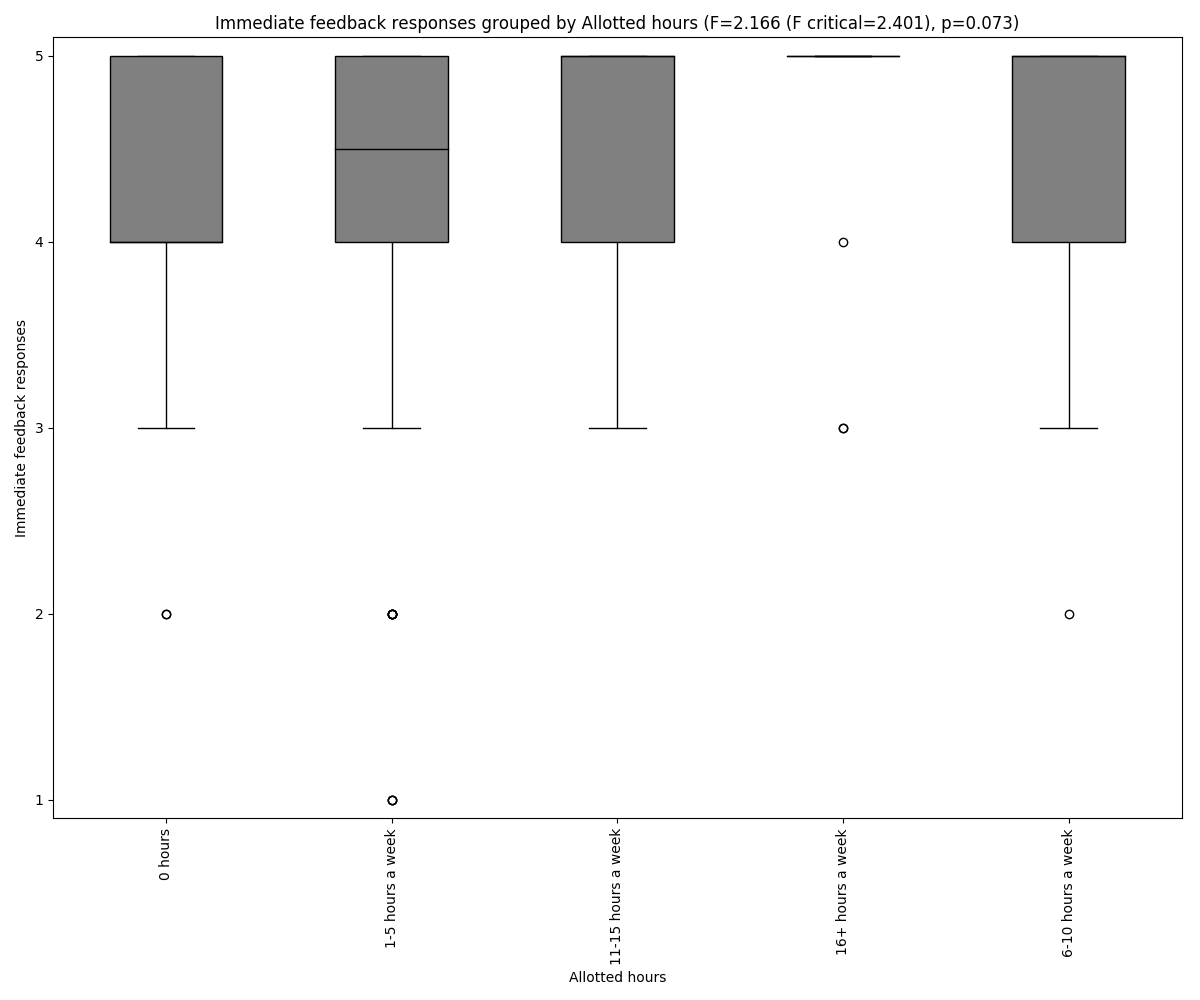 Immediate feedback responses grouped by Allotted hours (F=2.166 (F critical=2.401), p=0.073)
Immediate feedback responses
5
4
3
2
1
0 hours
1-5 hours a week
11-15 hours a week
16+ hours a week
6-10 hours a week
Allotted hours